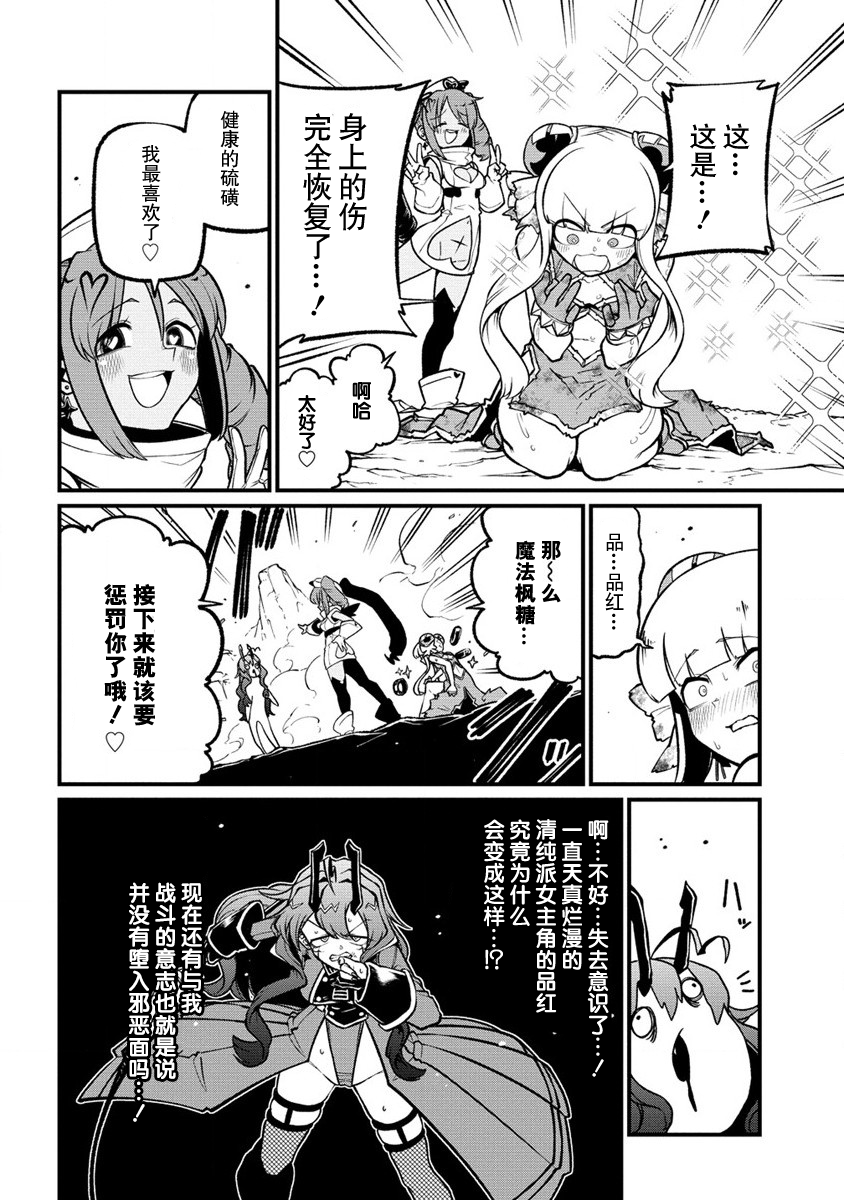 这…
这是…！
身上的伤
完全恢复了…！
啊哈
太好了♡
健康的硫磺
我最喜欢了♡
品…品红…
那～么
魔法枫糖…
接下来就该要
惩罚你了哦！♡
啊…不好…失去意识了…！
一直天真烂漫的
清纯派女主角的品红
究竟为什么
会变成这样…!?
现在还有与我
战斗的意志也就是说
并没有堕入邪恶面吗…！